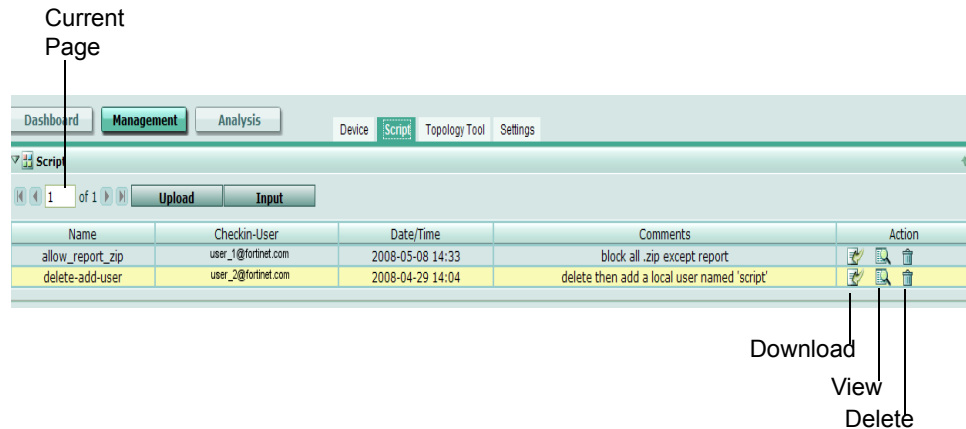 Current
Page
Dashboard Management Analysis
Device Script Topology Tool Settings
Script
1 of 1 Upload Input
Name Checkin-User Date/Time Comments Action
allow_report_zip user_1@fortinet.com 2008-05-08 14:33 block all .zip except report
delete-add-user user_2@fortinet.com 2008-04-29 14:04 delete then add a local user named 'script'
Download
View
Delete